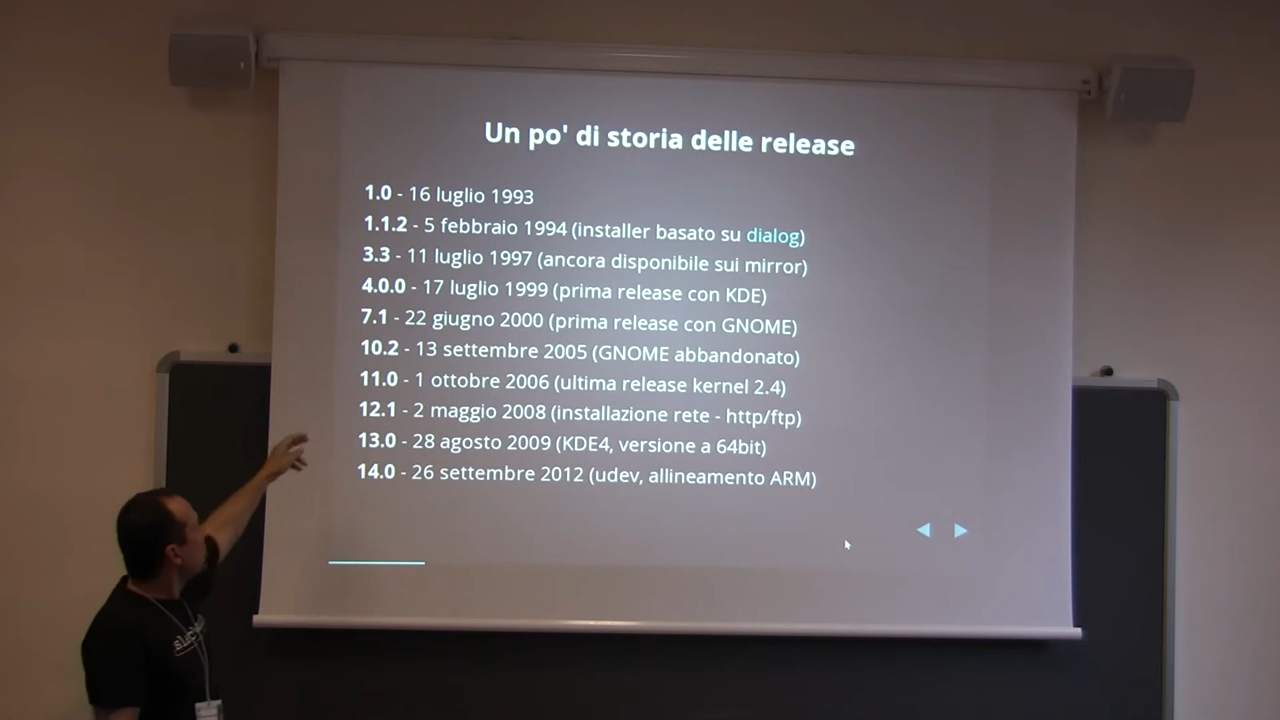 Un po' di storia delle release
1.0 - 16 luglio 1993
1.1.2 - 5 febbraio 1994 (installer basato su dialog)
3.3 - 11 luglio 1997 (ancora disponibile sui mirror)
4.0.0 - 17 luglio 1999 (prima release con KDE)
7.1 - 22 giugno 2000 (prima release con GNOME)
10.2 - 13 settembre 2005 (GNOME abbandonato)
11.0 - 1 ottobre 2006 (ultima release kernel 2.4)
12.1 - 2 maggio 2008 (installazione rete - http/ftp)
13.0 - 28 agosto 2009 (KDE4, versione a 64bit)
14.0 - 26 settembre 2012 (udev, allineamento ARM)